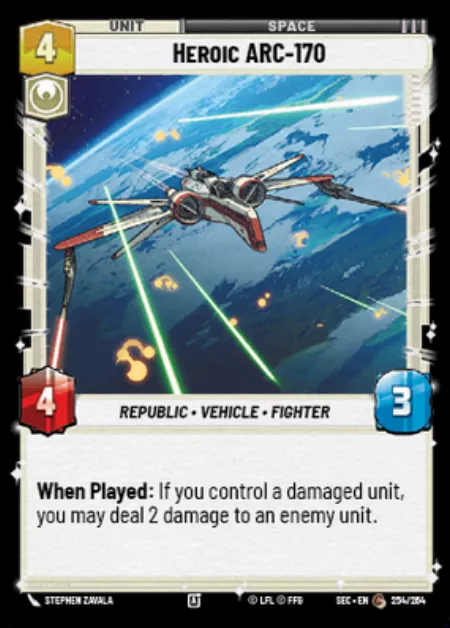 UNIT
SPACE
4
HEROIC ARC-170
4
REPUBLIC • VEHICLE • FIGHTER
3
When Played: If you control a damaged unit,
you may deal 2 damage to an enemy unit.
STEPHEN ZAVALA
© LFL © FFG
SEC • EN
254/264